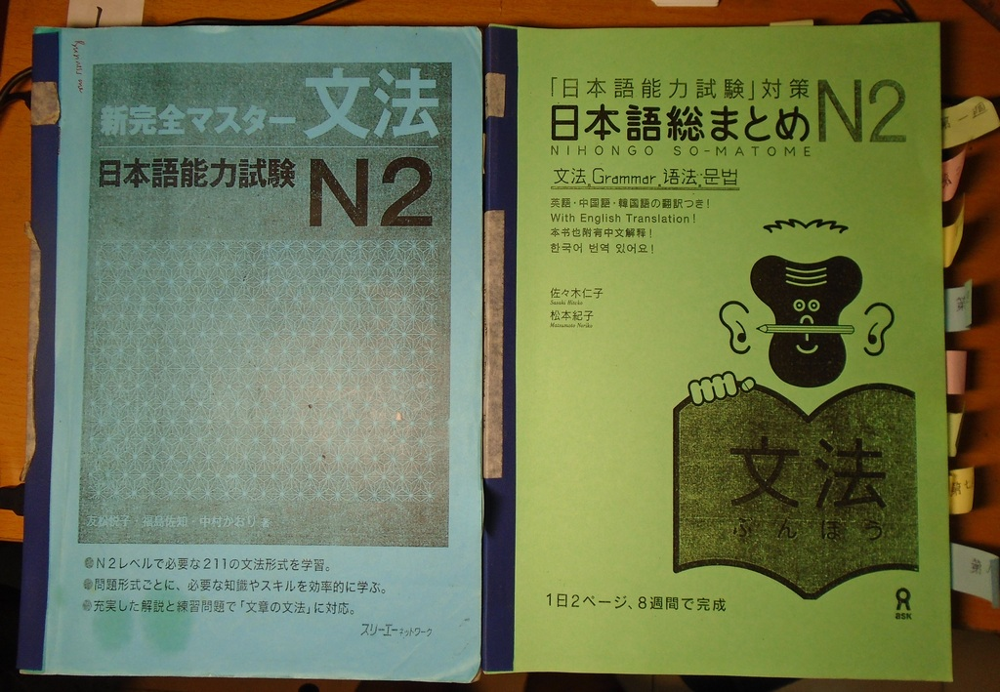 新完全マスター 文法
日本語能力試験 N2
友松悦子・福島佐知・中村かおり 著
●N2レベルで必要な211の文法形式を学習。
●問題形式ごとに、必要な知識やスキルを効率的に学ぶ。
●充実した解説と練習問題で「文章の文法」に対応。
スリーエーネットワーク
「日本語能力試験」対策 N2
日本語総まとめ
NIHONGO SO-MATOME
文法 Grammar 语法 문법
英語・中国語・韓国語の翻訳つき!
With English Translation!
本书也附有中文解释!
한국어 번역 있어요!
佐々木仁子
Sasaki Hitoko
松本紀子
Matsumoto Noriko
文法
ぶんぽう
1日2ページ、8週間で完成
ask
第一週
第
第
第七
第